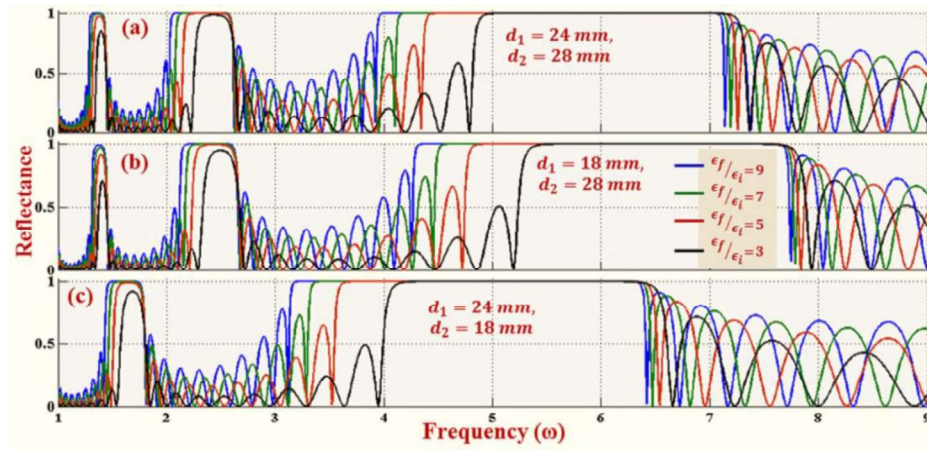 Reflectance
1
0.5
0
(a)
d₁ = 24 mm,
d₂ = 28 mm
1
0.5
0
(b)
d₁ = 18 mm,
d₂ = 28 mm
ϵf/ϵi=9
ϵf/ϵi=7
ϵf/ϵi=5
ϵf/ϵi=3
1
0.5
0
(c)
d₁ = 24 mm,
d₂ = 18 mm
1 2 3 4 5 6 7 8 9
Frequency (ω)